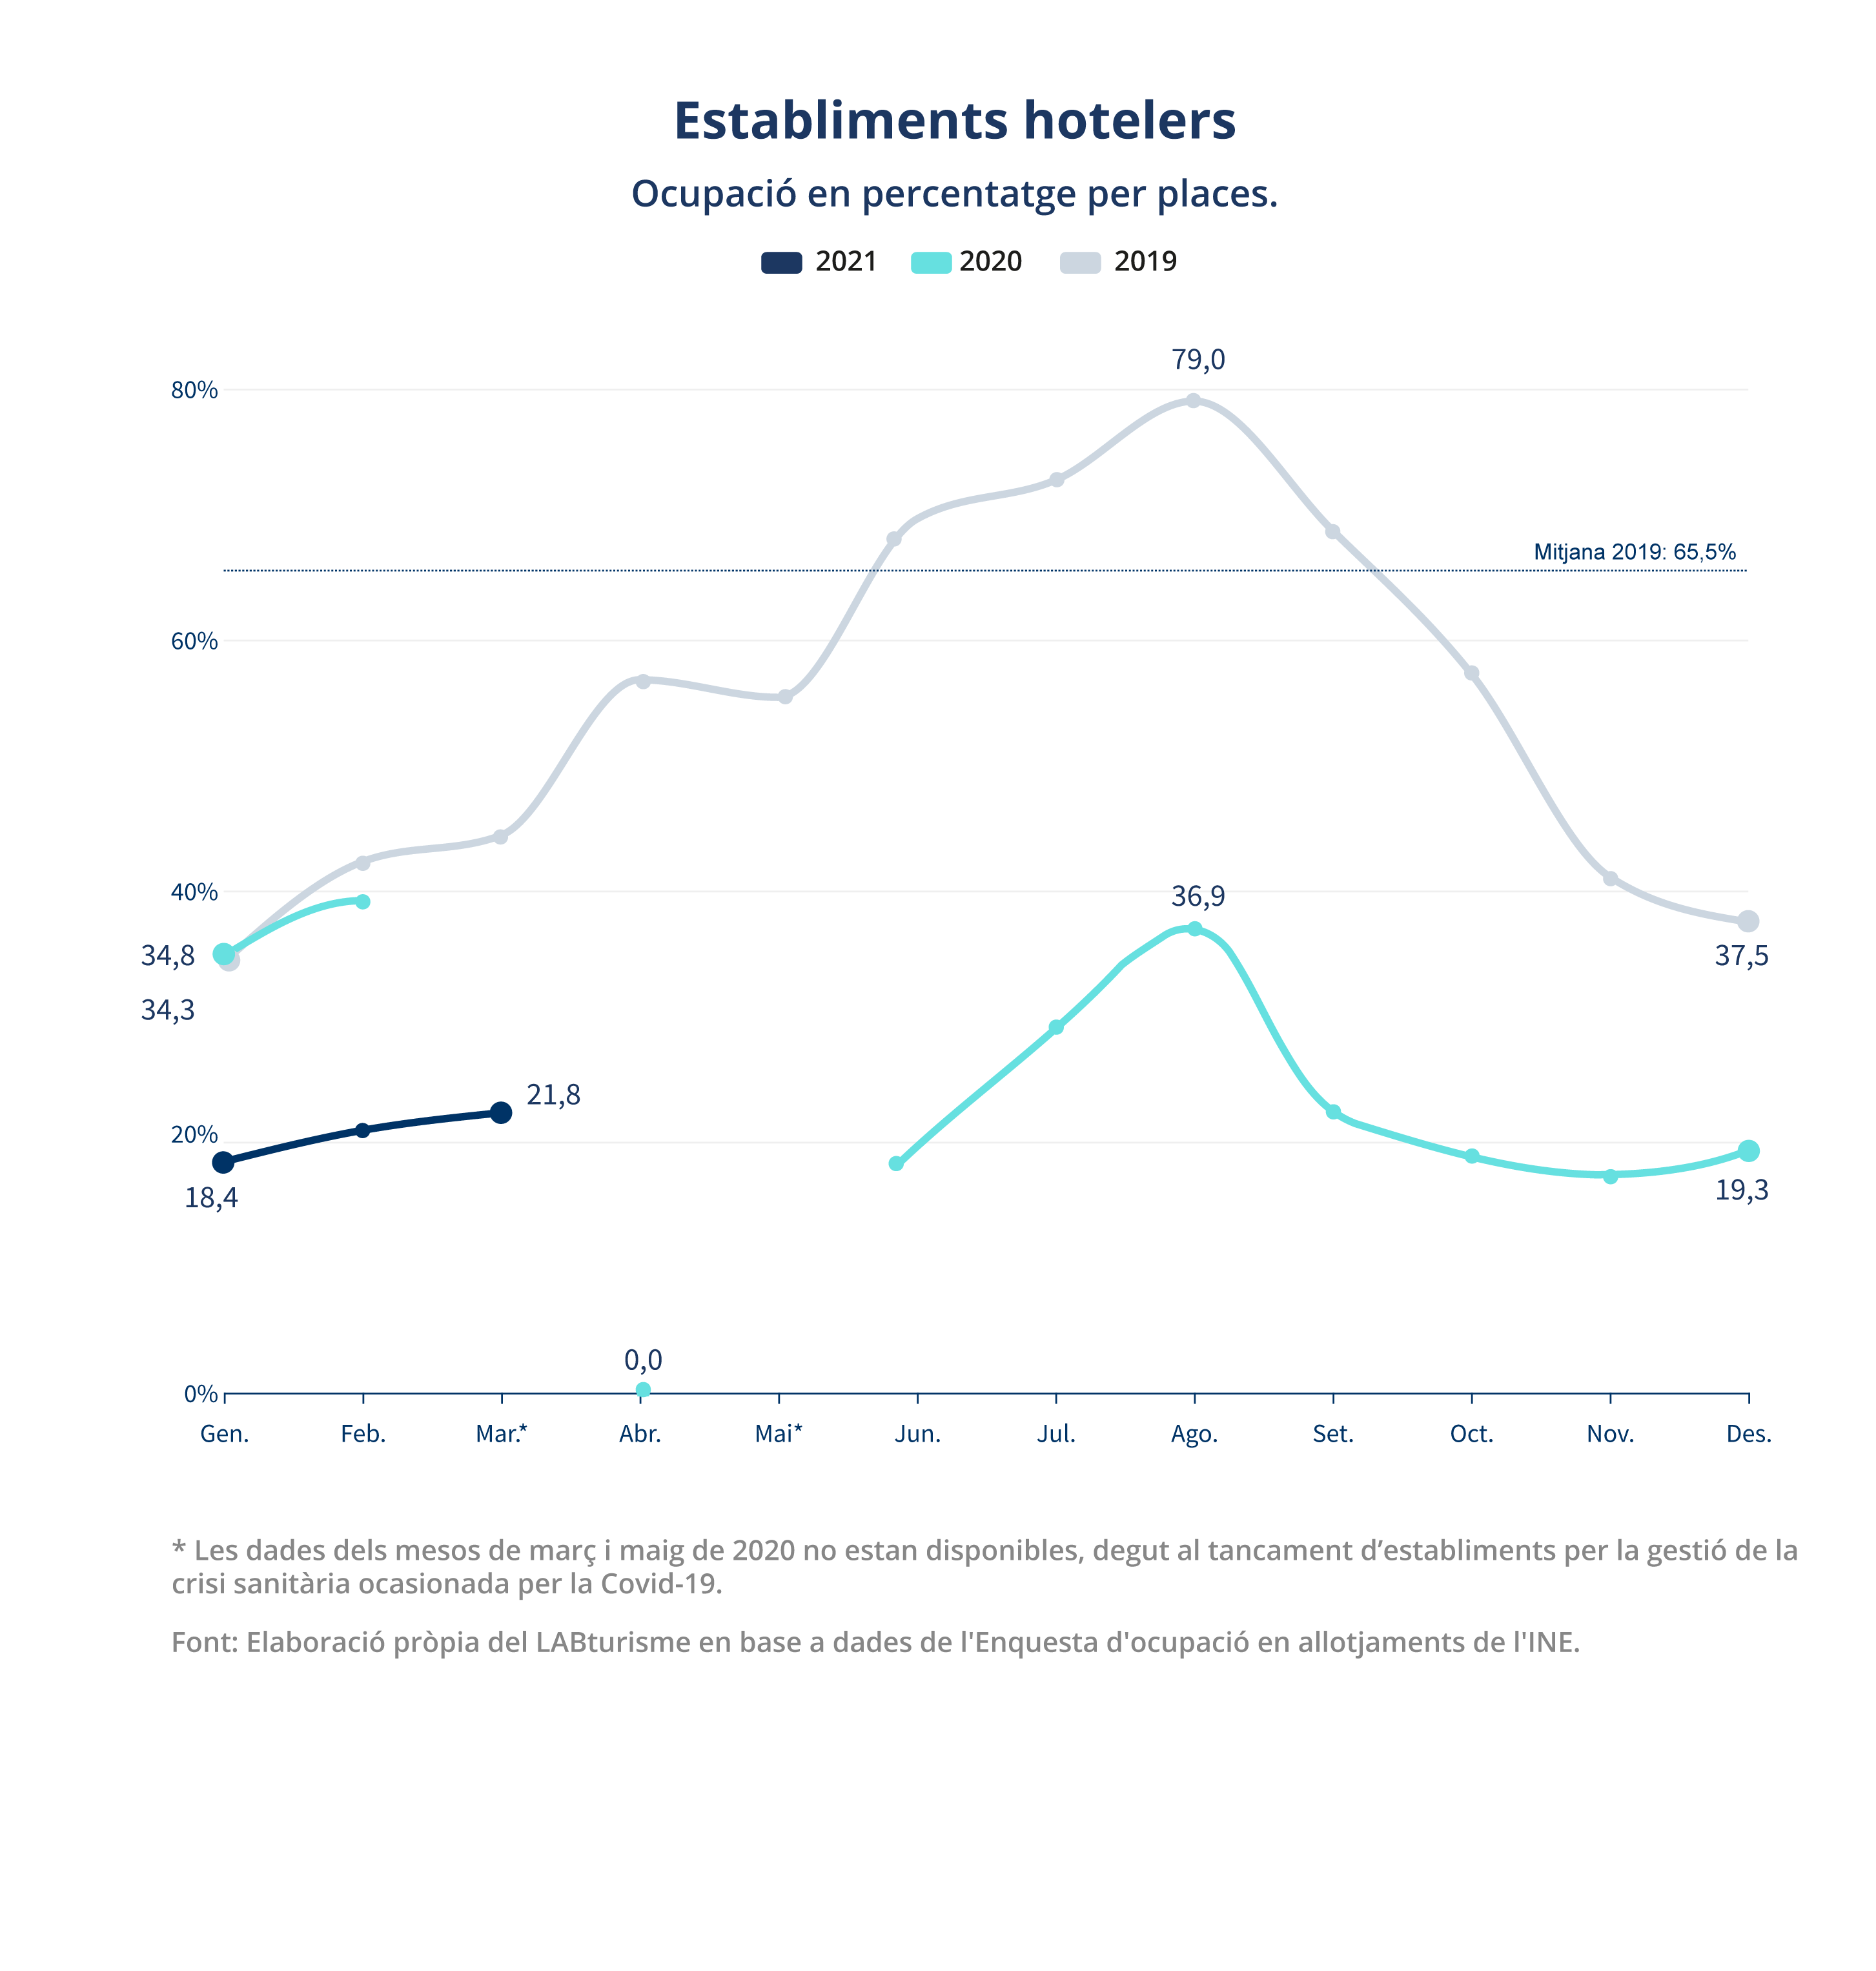 Establiments hotelers
Ocupació en percentatge per places.
2021 2020 2019
79,0
80%
Mitjana 2019: 65,5%
60%
40%
36,9
34,8
37,5
34,3
21,8
20%
18,4
19,3
0,0
0%
Gen. Feb. Mar.* Abr. Mai* Jun. Jul. Ago. Set. Oct. Nov. Des.
* Les dades dels mesos de març i maig de 2020 no estan disponibles, degut al tancament d’establiments per la gestió de la
crisi sanitària ocasionada per la Covid-19.
Font: Elaboració pròpia del LABturisme en base a dades de l'Enquesta d'ocupació en allotjaments de l'INE.